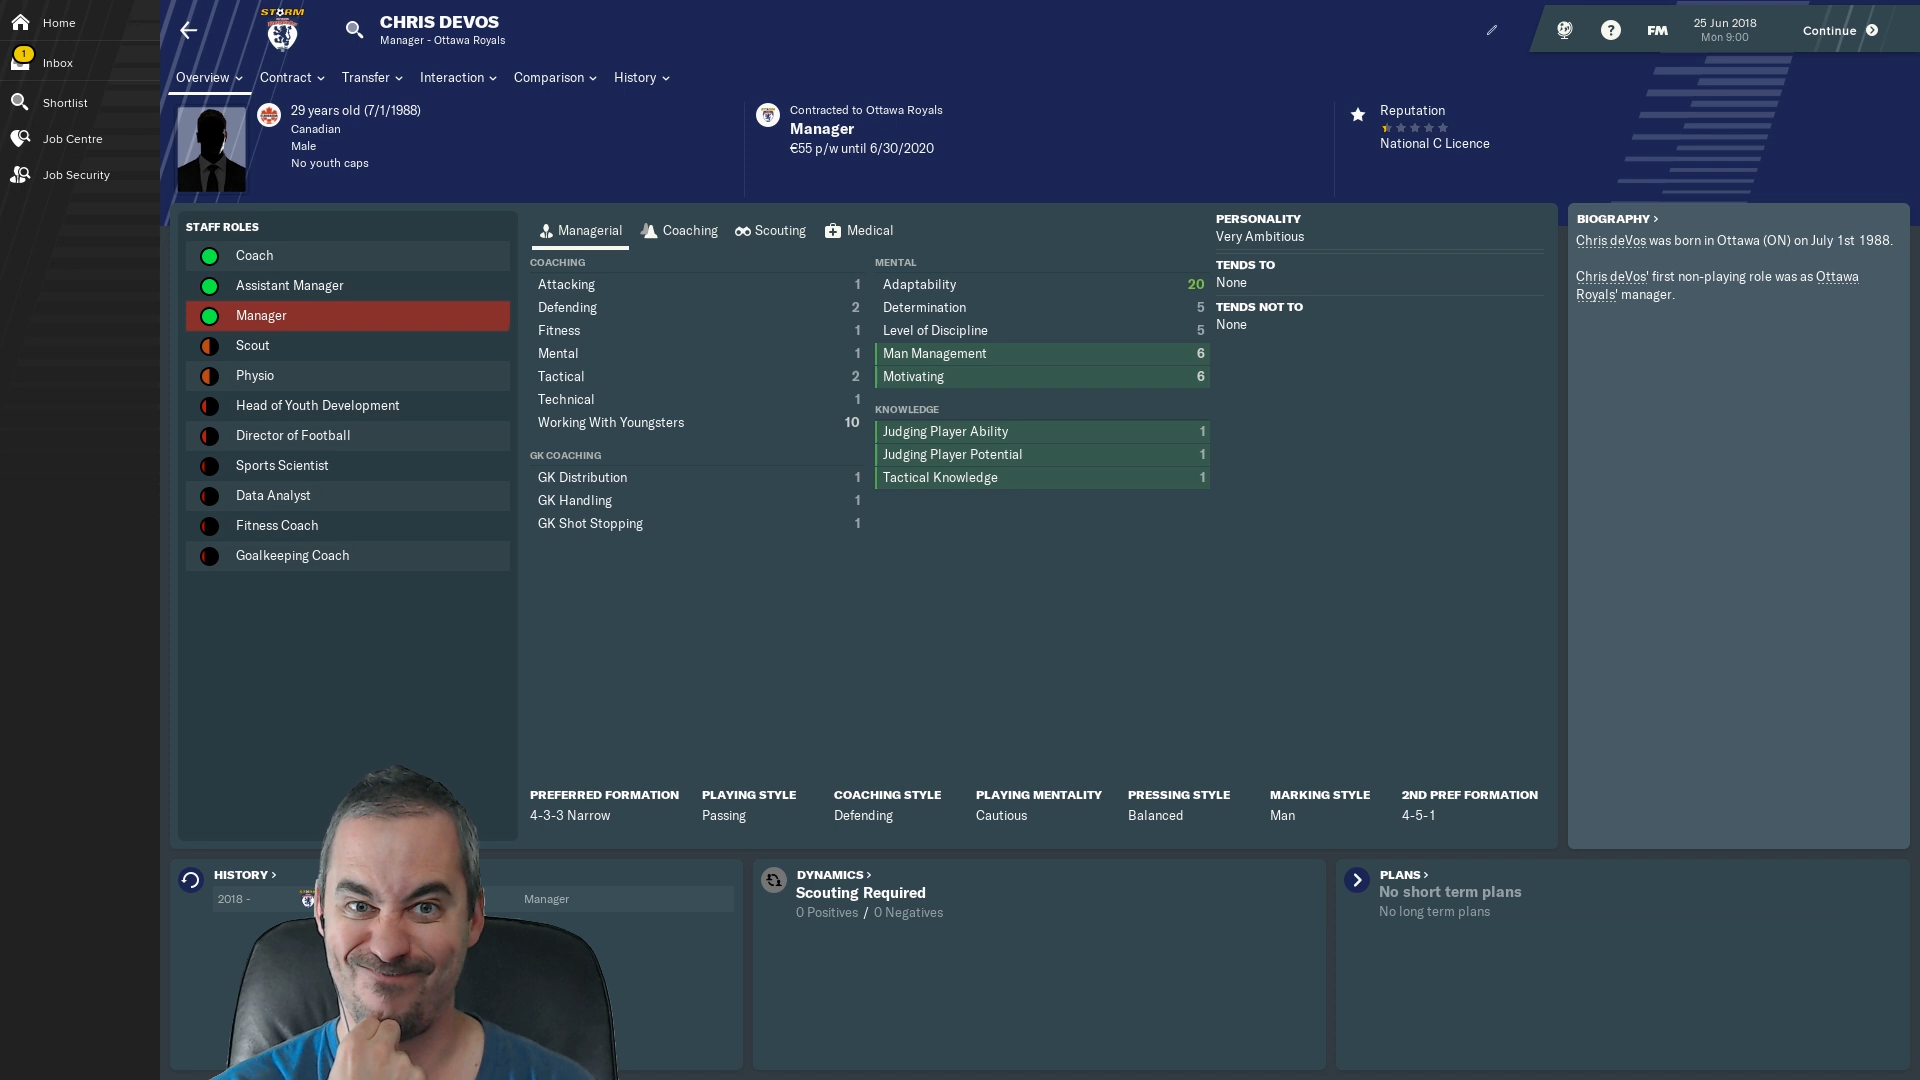 Home
1
Inbox
Shortlist
Job Centre
Job Security
STORM
CHRIS DEVOS
Manager - Ottawa Royals
?
FM
25 Jun 2018
Mon 9:00
Continue
Overview
Contract
Transfer
Interaction
Comparison
History
29 years old (7/1/1988)
Canadian
Male
No youth caps
Contracted to Ottawa Royals
Manager
€55 p/w until 6/30/2020
Reputation
National C Licence
STAFF ROLES
Coach
Assistant Manager
Manager
Scout
Physio
Head of Youth Development
Director of Football
Sports Scientist
Data Analyst
Fitness Coach
Goalkeeping Coach
Managerial
Coaching
Scouting
Medical
COACHING
Attacking 1
Defending 2
Fitness 1
Mental 1
Tactical 2
Technical 1
Working With Youngsters 10
GK COACHING
GK Distribution 1
GK Handling 1
GK Shot Stopping 1
MENTAL
Adaptability 20
Determination 5
Level of Discipline 5
Man Management 6
Motivating 6
KNOWLEDGE
Judging Player Ability 1
Judging Player Potential 1
Tactical Knowledge 1
PERSONALITY
Very Ambitious
TENDS TO
None
TENDS NOT TO
None
BIOGRAPHY >
Chris deVos was born in Ottawa (ON) on July 1st 1988.
Chris deVos' first non-playing role was as Ottawa
Royals' manager.
PREFERRED FORMATION
4-3-3 Narrow
PLAYING STYLE
Passing
COACHING STYLE
Defending
PLAYING MENTALITY
Cautious
PRESSING STYLE
Balanced
MARKING STYLE
Man
2ND PREF FORMATION
4-5-1
HISTORY >
2018 -
Manager
DYNAMICS >
Scouting Required
0 Positives / 0 Negatives
PLANS >
No short term plans
No long term plans